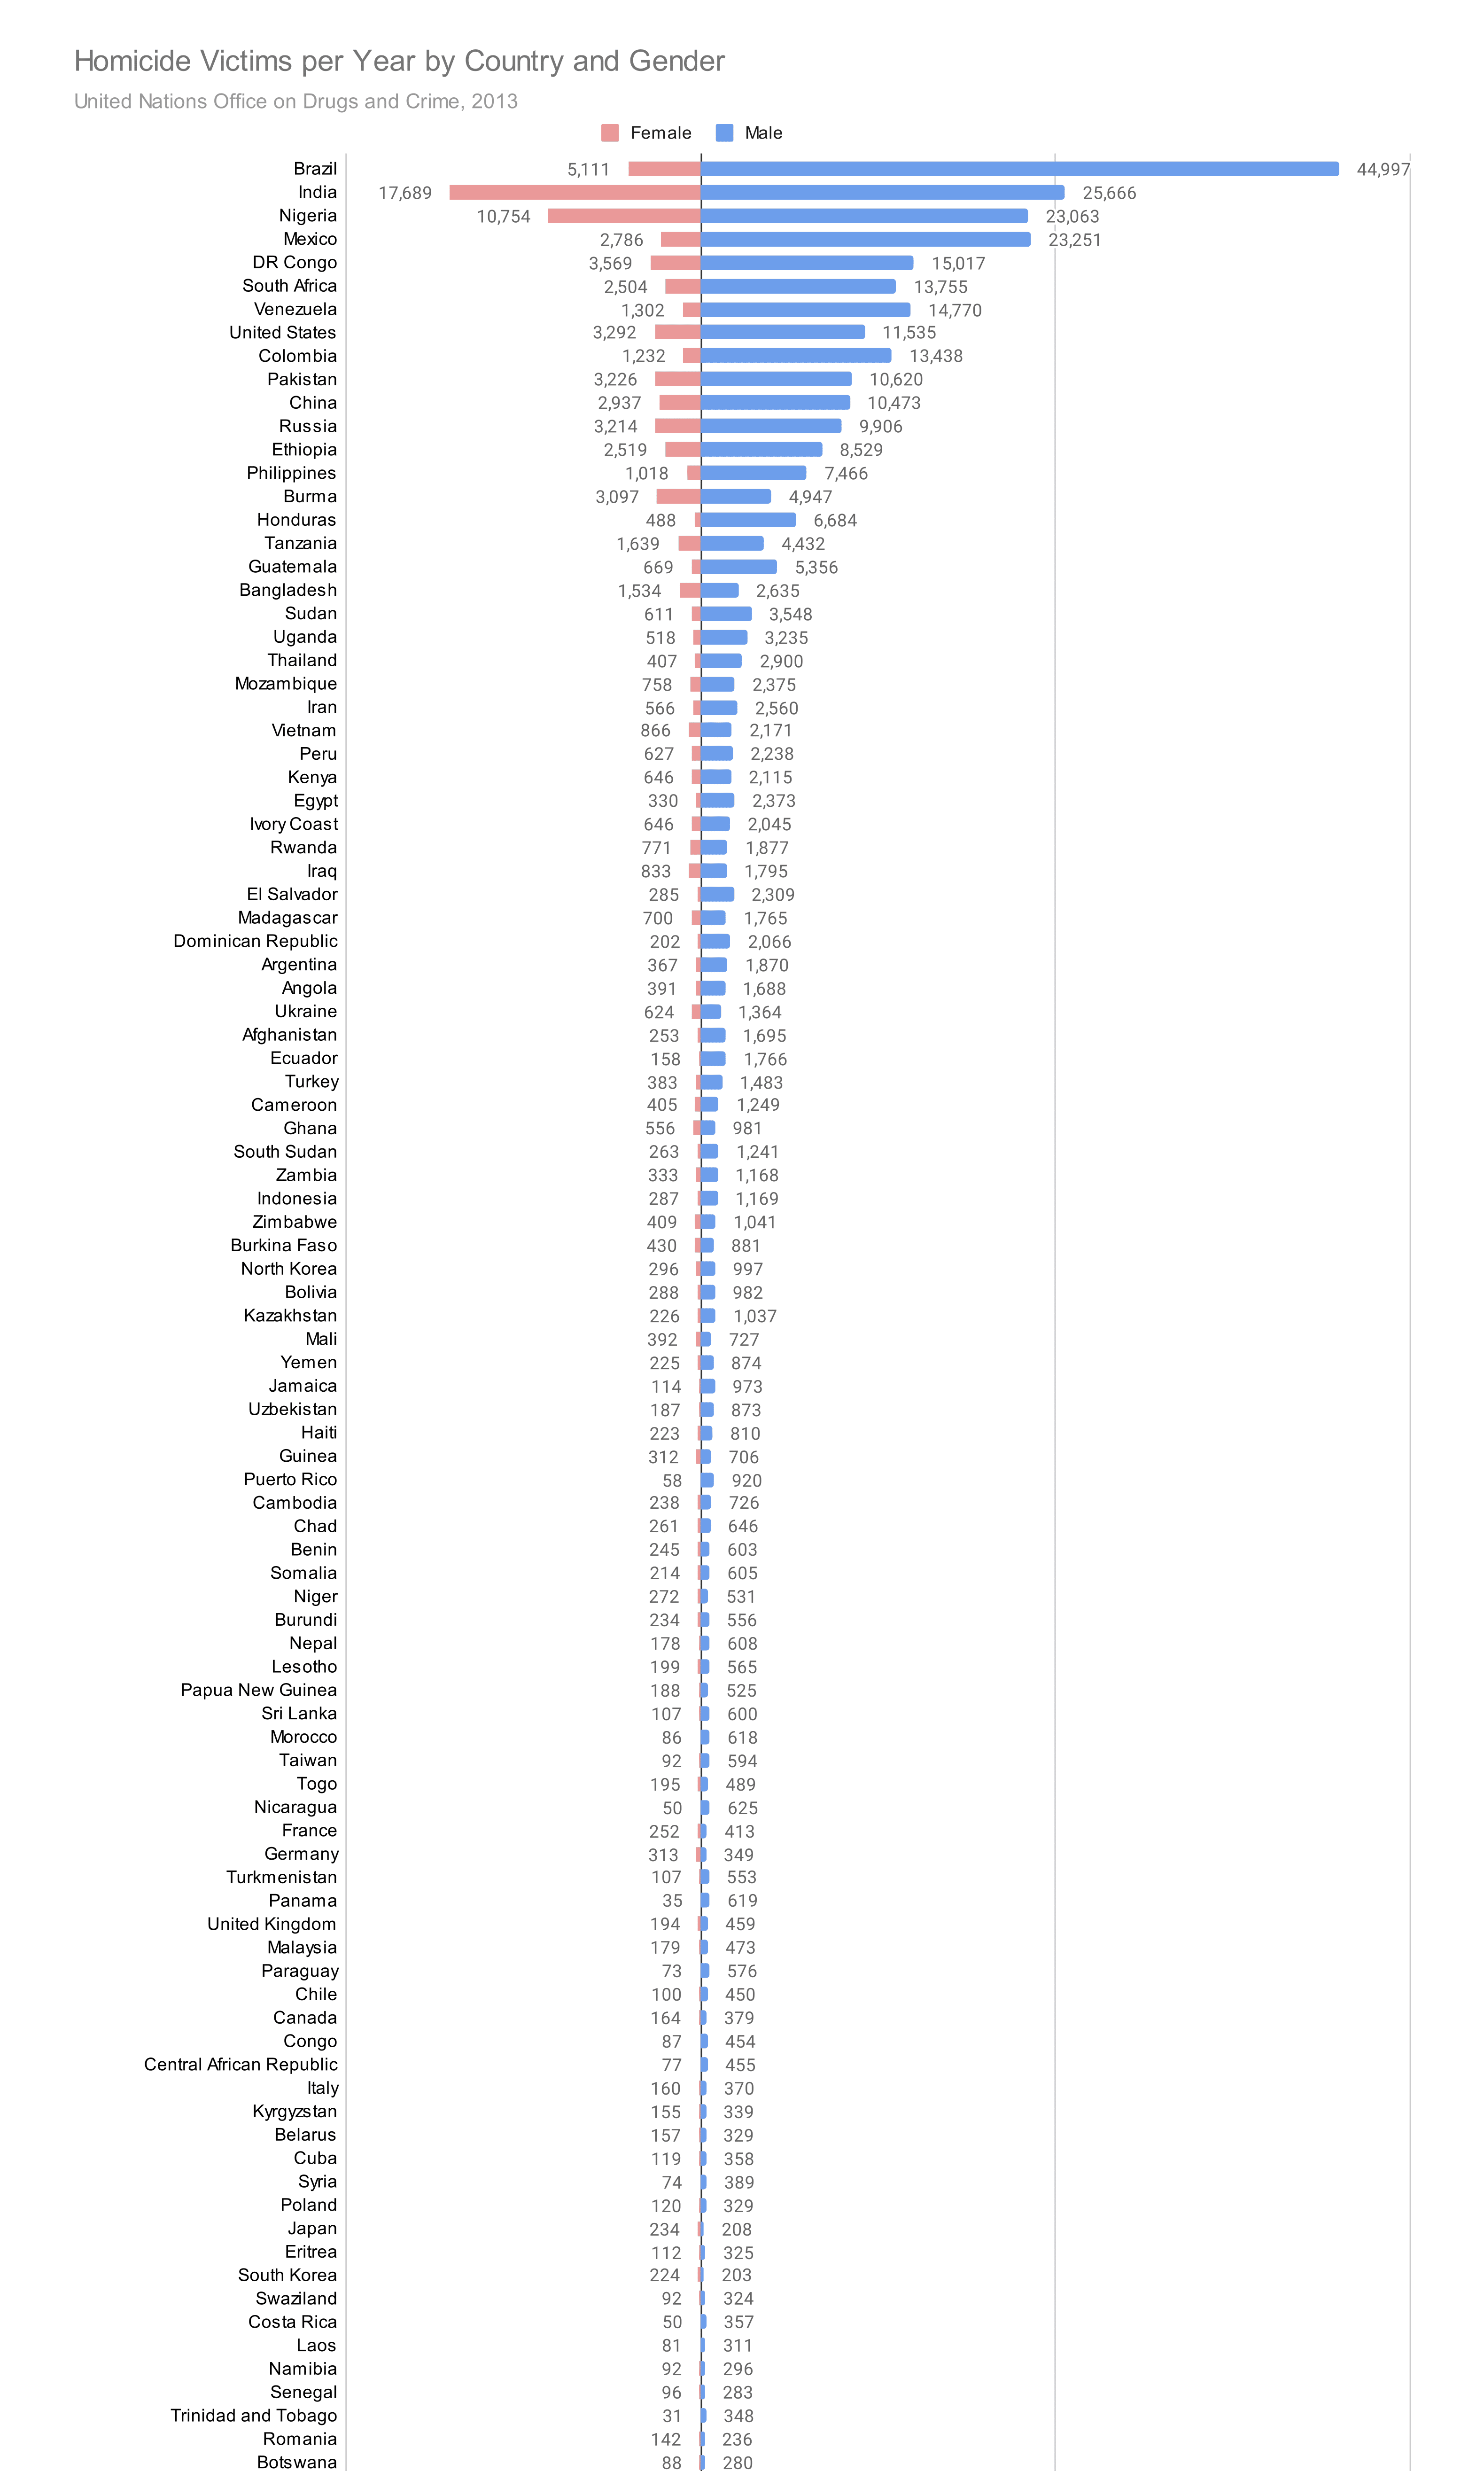 Homicide Victims per Year by Country and Gender
United Nations Office on Drugs and Crime, 2013
Female Male
Brazil 5,111 44,997
India 17,689 25,666
Nigeria 10,754 23,063
Mexico 2,786 23,251
DR Congo 3,569 15,017
South Africa 2,504 13,755
Venezuela 1,302 14,770
United States 3,292 11,535
Colombia 1,232 13,438
Pakistan 3,226 10,620
China 2,937 10,473
Russia 3,214 9,906
Ethiopia 2,519 8,529
Philippines 1,018 7,466
Burma 3,097 4,947
Honduras 488 6,684
Tanzania 1,639 4,432
Guatemala 669 5,356
Bangladesh 1,534 2,635
Sudan 611 3,548
Uganda 518 3,235
Thailand 407 2,900
Mozambique 758 2,375
Iran 566 2,560
Vietnam 866 2,171
Peru 627 2,238
Kenya 646 2,115
Egypt 330 2,373
Ivory Coast 646 2,045
Rwanda 771 1,877
Iraq 833 1,795
El Salvador 285 2,309
Madagascar 700 1,765
Dominican Republic 202 2,066
Argentina 367 1,870
Angola 391 1,688
Ukraine 624 1,364
Afghanistan 253 1,695
Ecuador 158 1,766
Turkey 383 1,483
Cameroon 405 1,249
Ghana 556 981
South Sudan 263 1,241
Zambia 333 1,168
Indonesia 287 1,169
Zimbabwe 409 1,041
Burkina Faso 430 881
North Korea 296 997
Bolivia 288 982
Kazakhstan 226 1,037
Mali 392 727
Yemen 225 874
Jamaica 114 973
Uzbekistan 187 873
Haiti 223 810
Guinea 312 706
Puerto Rico 58 920
Cambodia 238 726
Chad 261 646
Benin 245 603
Somalia 214 605
Niger 272 531
Burundi 234 556
Nepal 178 608
Lesotho 199 565
Papua New Guinea 188 525
Sri Lanka 107 600
Morocco 86 618
Taiwan 92 594
Togo 195 489
Nicaragua 50 625
France 252 413
Germany 313 349
Turkmenistan 107 553
Panama 35 619
United Kingdom 194 459
Malaysia 179 473
Paraguay 73 576
Chile 100 450
Canada 164 379
Congo 87 454
Central African Republic 77 455
Italy 160 370
Kyrgyzstan 155 339
Belarus 157 329
Cuba 119 358
Syria 74 389
Poland 120 329
Japan 234 208
Eritrea 112 325
South Korea 224 203
Swaziland 92 324
Costa Rica 50 357
Laos 81 311
Namibia 92 296
Senegal 96 283
Trinidad and Tobago 31 348
Romania 142 236
Botswana 88 280